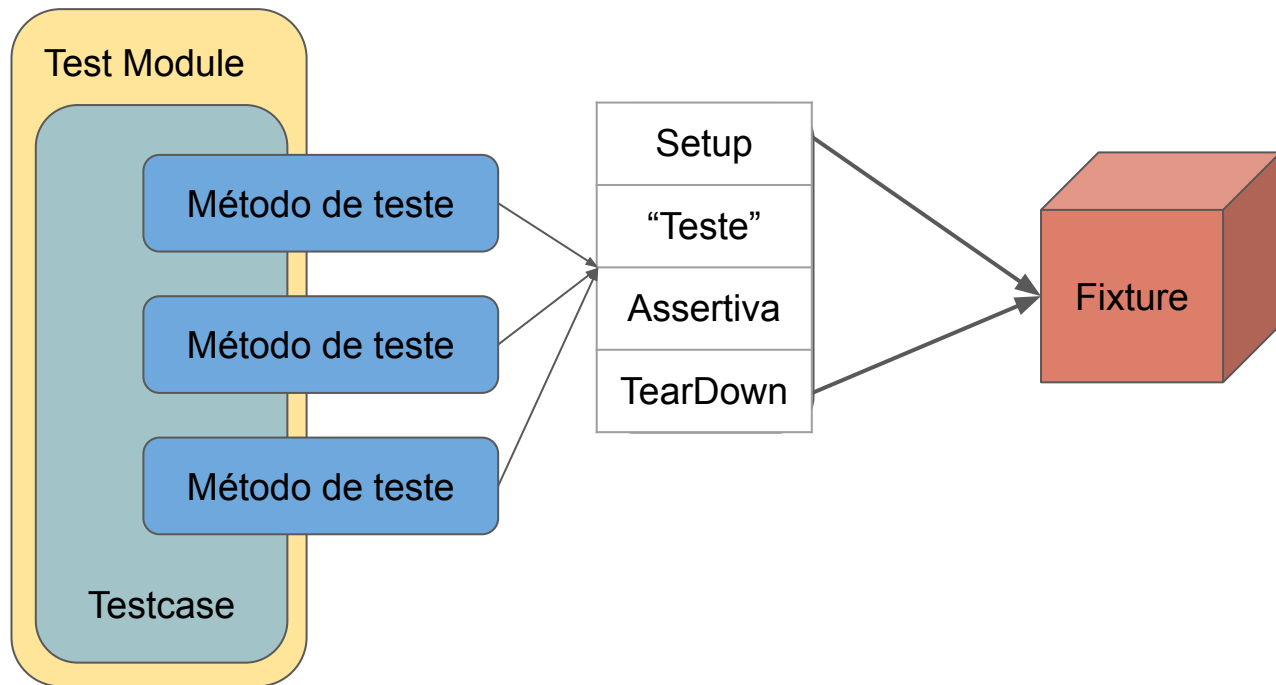 Test Module
Método de teste
Método de teste
Método de teste
Testcase
Setup
“Teste”
Assertiva
TearDown
Fixture